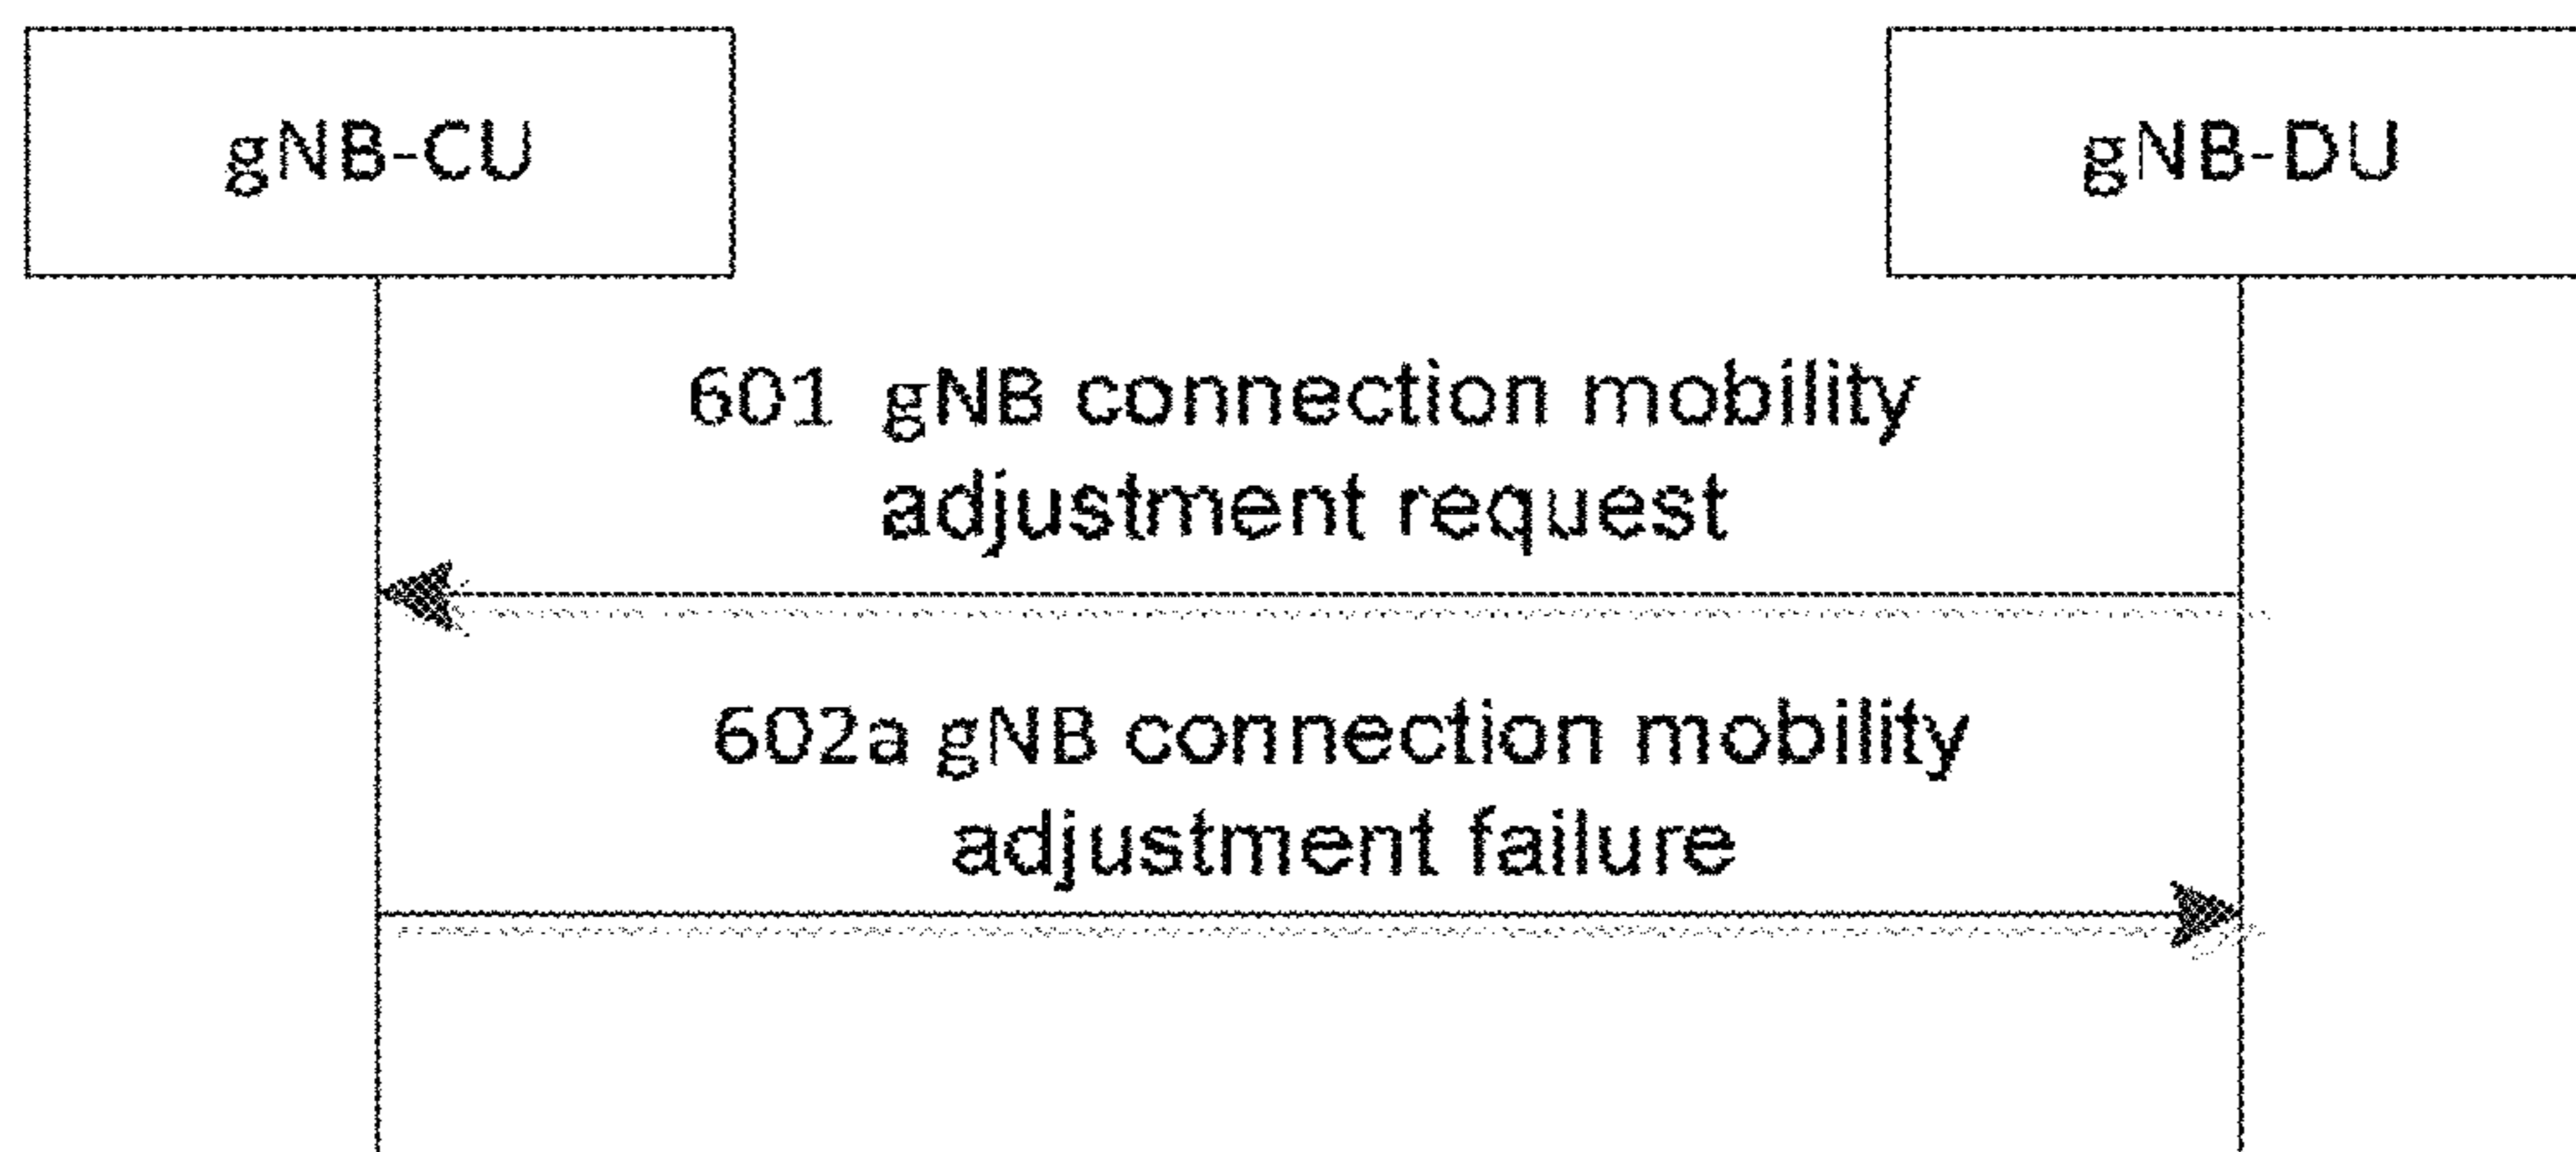 gNB-CU
gNB-DU
601 gNB connection mobility
adjustment request
602a gNB connection mobility
adjustment failure